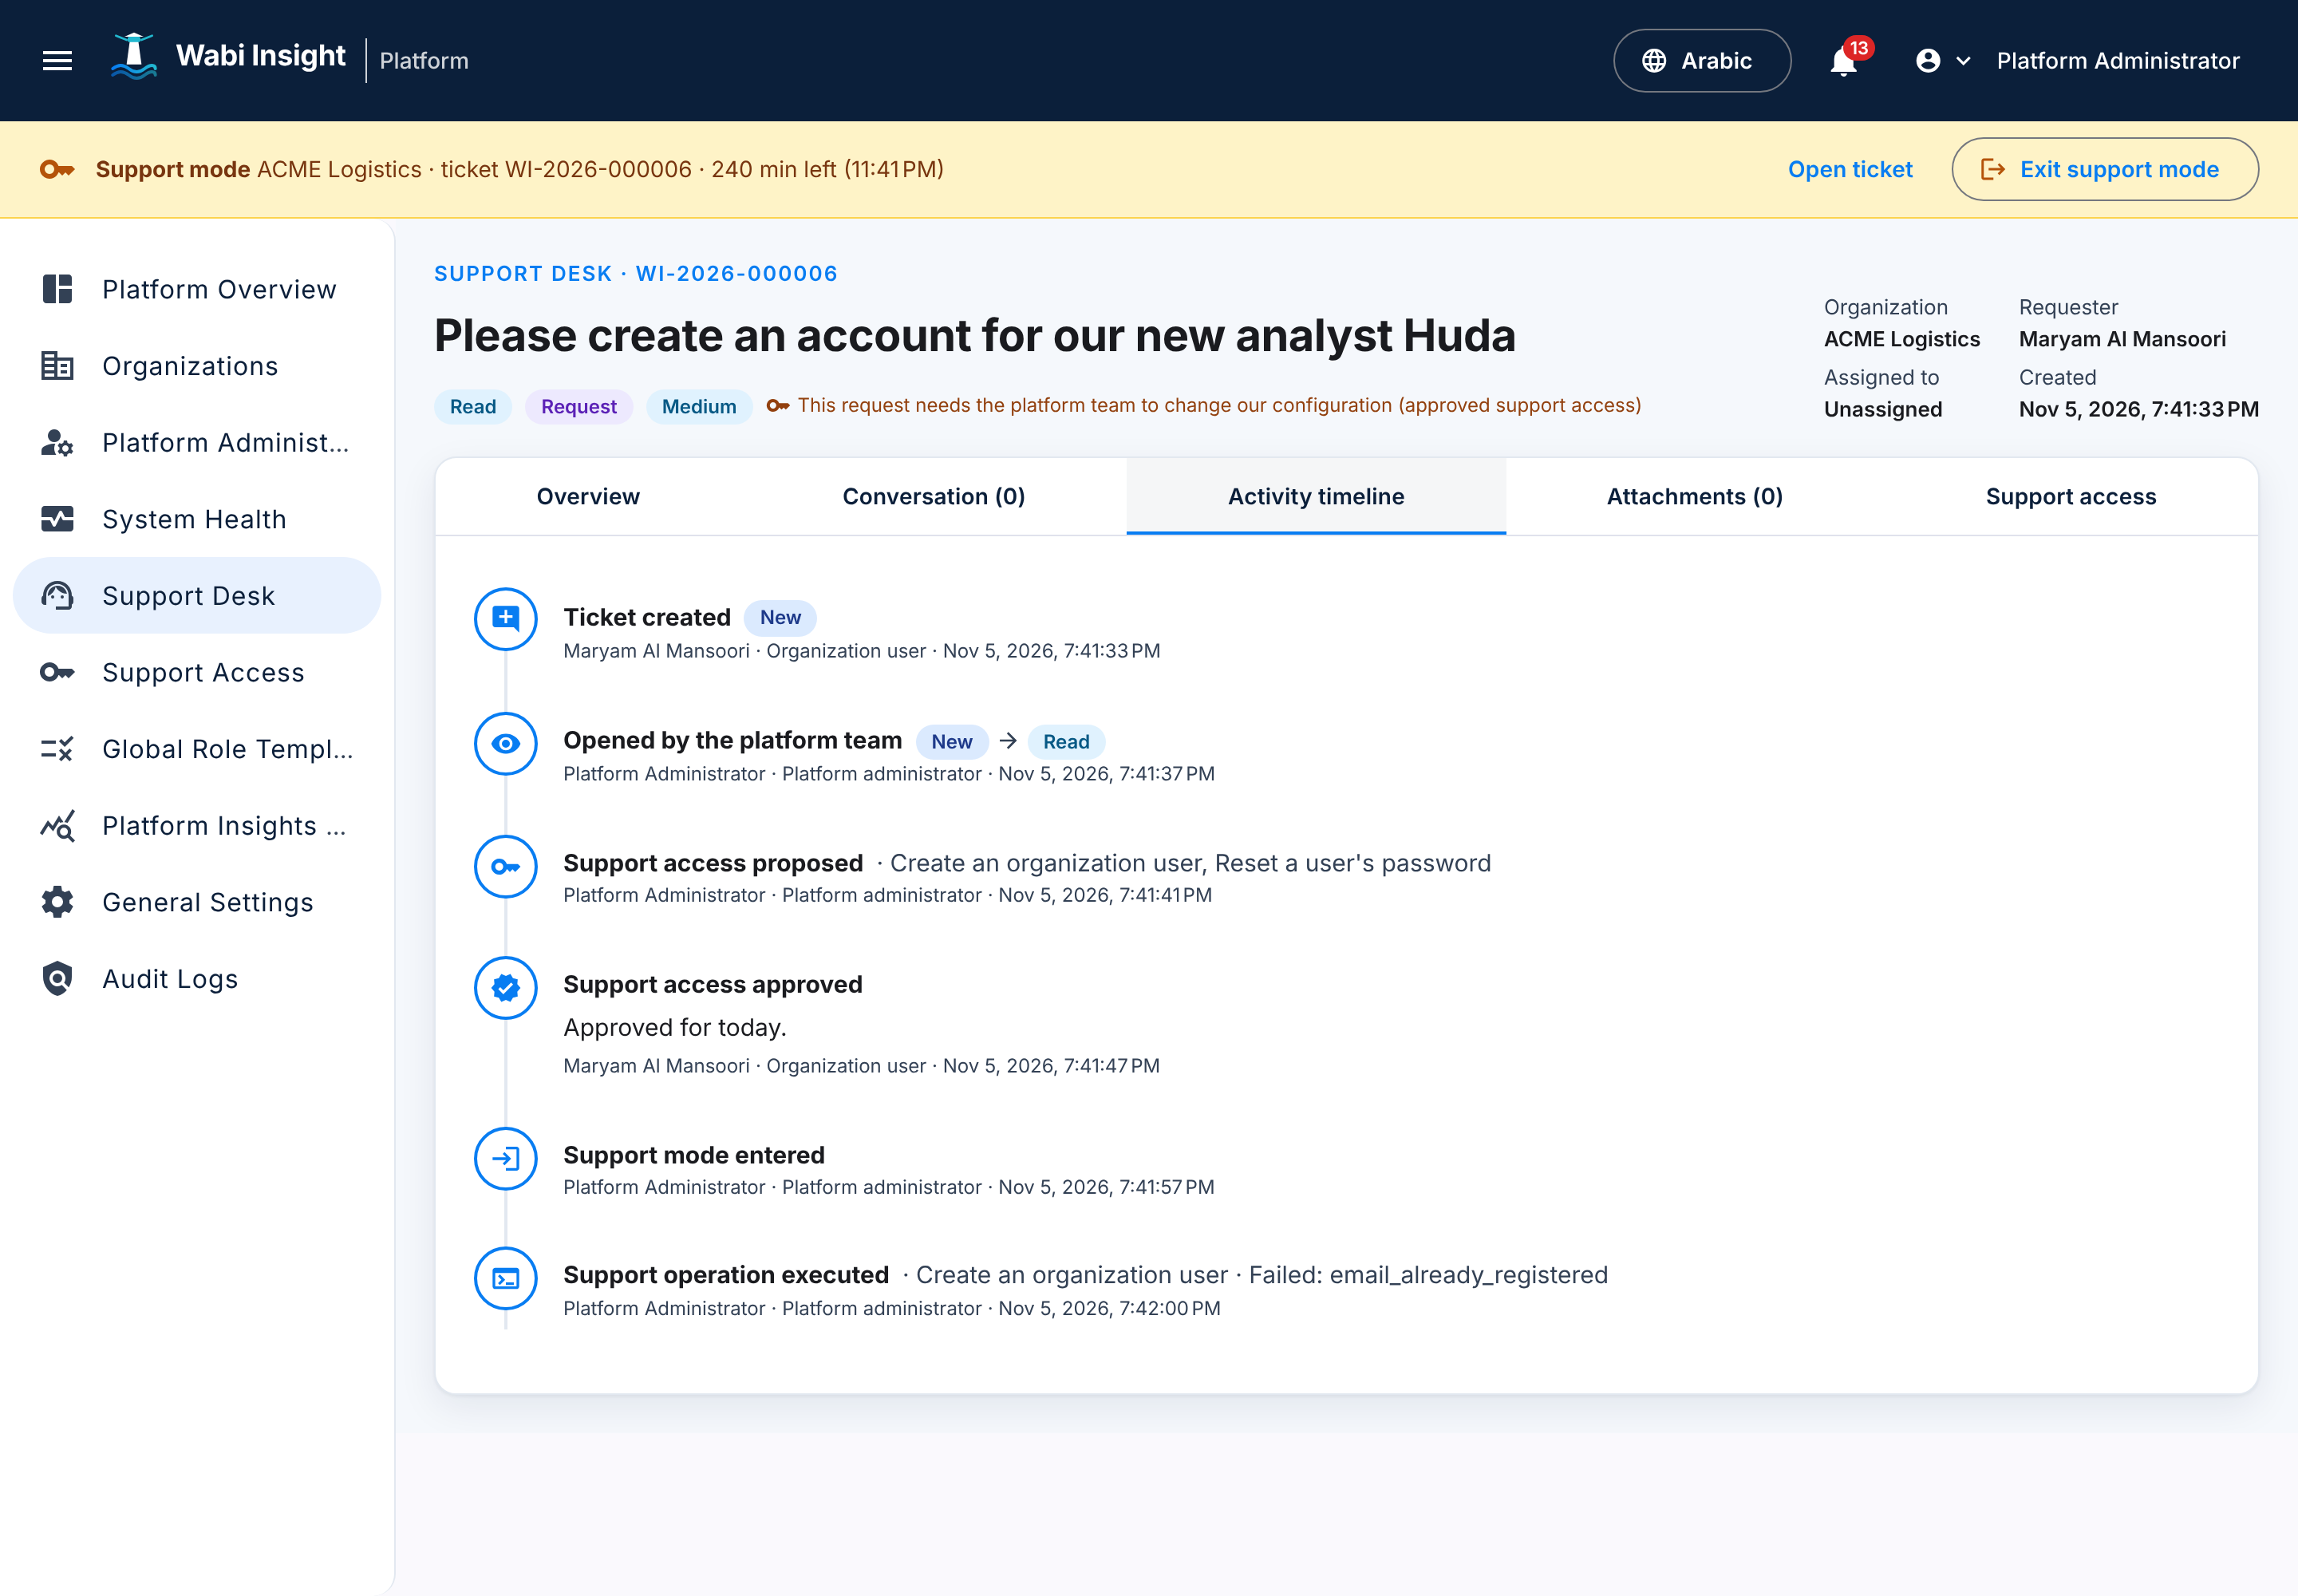 Wabi Insight
Platform
Arabic
13
Platform Administrator
Support mode ACME Logistics · ticket WI-2026-000006 · 240 min left (11:41 PM)
Open ticket
Exit support mode
Platform Overview
Organizations
Platform Administ...
System Health
Support Desk
Support Access
Global Role Templ...
Platform Insights ...
General Settings
Audit Logs
SUPPORT DESK · WI-2026-000006
Please create an account for our new analyst Huda
Read
Request
Medium
This request needs the platform team to change our configuration (approved support access)
Organization
ACME Logistics
Requester
Maryam Al Mansoori
Assigned to
Unassigned
Created
Nov 5, 2026, 7:41:33 PM
Overview
Conversation (0)
Activity timeline
Attachments (0)
Support access
Ticket created New
Maryam Al Mansoori · Organization user · Nov 5, 2026, 7:41:33 PM
Opened by the platform team New → Read
Platform Administrator · Platform administrator · Nov 5, 2026, 7:41:37 PM
Support access proposed · Create an organization user, Reset a user's password
Platform Administrator · Platform administrator · Nov 5, 2026, 7:41:41 PM
Support access approved
Approved for today.
Maryam Al Mansoori · Organization user · Nov 5, 2026, 7:41:47 PM
Support mode entered
Platform Administrator · Platform administrator · Nov 5, 2026, 7:41:57 PM
Support operation executed · Create an organization user · Failed: email_already_registered
Platform Administrator · Platform administrator · Nov 5, 2026, 7:42:00 PM